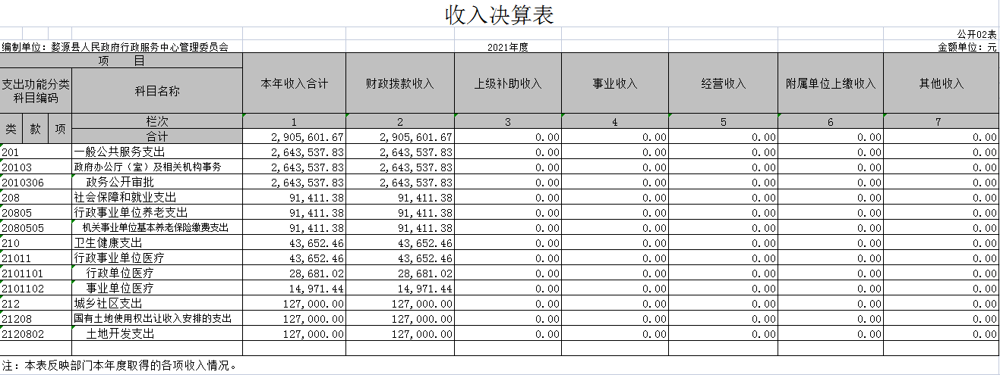 收入决算表
公开02表
编制单位：婺源县人民政府行政服务中心管理委员会 2021年度 金额单位：元
项 目 本年收入合计 财政拨款收入 上级补助收入 事业收入 经营收入 附属单位上缴收入 其他收入
支出功能分类科目编码 科目名称
类 款 项 栏次 1 2 3 4 5 6 7
合计 2,905,601.67 2,905,601.67 0.00 0.00 0.00 0.00 0.00
201 一般公共服务支出 2,643,537.83 2,643,537.83 0.00 0.00 0.00 0.00 0.00
20103 政府办公厅（室）及相关机构事务 2,643,537.83 2,643,537.83 0.00 0.00 0.00 0.00 0.00
2010306 政务公开审批 2,643,537.83 2,643,537.83 0.00 0.00 0.00 0.00 0.00
208 社会保障和就业支出 91,411.38 91,411.38 0.00 0.00 0.00 0.00 0.00
20805 行政事业单位养老支出 91,411.38 91,411.38 0.00 0.00 0.00 0.00 0.00
2080505 机关事业单位基本养老保险缴费支出 91,411.38 91,411.38 0.00 0.00 0.00 0.00 0.00
210 卫生健康支出 43,652.46 43,652.46 0.00 0.00 0.00 0.00 0.00
21011 行政事业单位医疗 43,652.46 43,652.46 0.00 0.00 0.00 0.00 0.00
2101101 行政单位医疗 28,681.02 28,681.02 0.00 0.00 0.00 0.00 0.00
2101102 事业单位医疗 14,971.44 14,971.44 0.00 0.00 0.00 0.00 0.00
212 城乡社区支出 127,000.00 127,000.00 0.00 0.00 0.00 0.00 0.00
21208 国有土地使用权出让收入安排的支出 127,000.00 127,000.00 0.00 0.00 0.00 0.00 0.00
2120802 土地开发支出 127,000.00 127,000.00 0.00 0.00 0.00 0.00 0.00
注：本表反映部门本年度取得的各项收入情况。